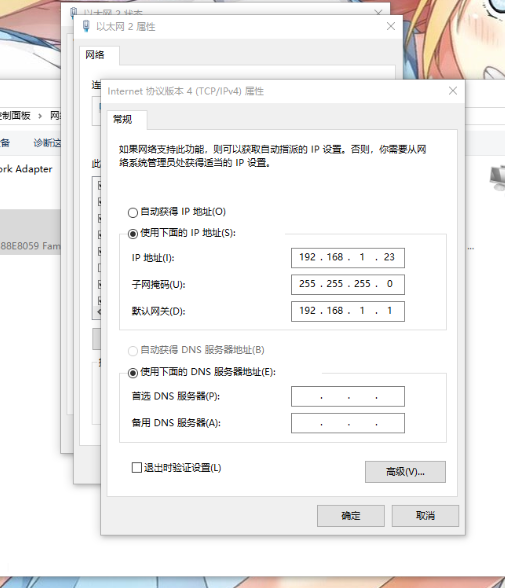 以太网 2 状态
以太网 2 属性
网络
控制面板
Internet 协议版本 4 (TCP/IPv4) 属性
常规
诊断这
ork Adapter
如果网络支持此功能，则可以获取自动指派的 IP 设置。否则，你需要从网
络系统管理员处获得适当的 IP 设置。
自动获得 IP 地址(O)
使用下面的 IP 地址(S):
88E8059 Fam
...
IP 地址(I):
192 . 168 . 1 . 23
子网掩码(U):
255 . 255 . 255 . 0
默认网关(D):
192 . 168 . 1 . 1
自动获得 DNS 服务器地址(B)
使用下面的 DNS 服务器地址(E):
首选 DNS 服务器(P):
. . .
备用 DNS 服务器(A):
. . .
退出时验证设置(L)
高级(V)...
确定
取消